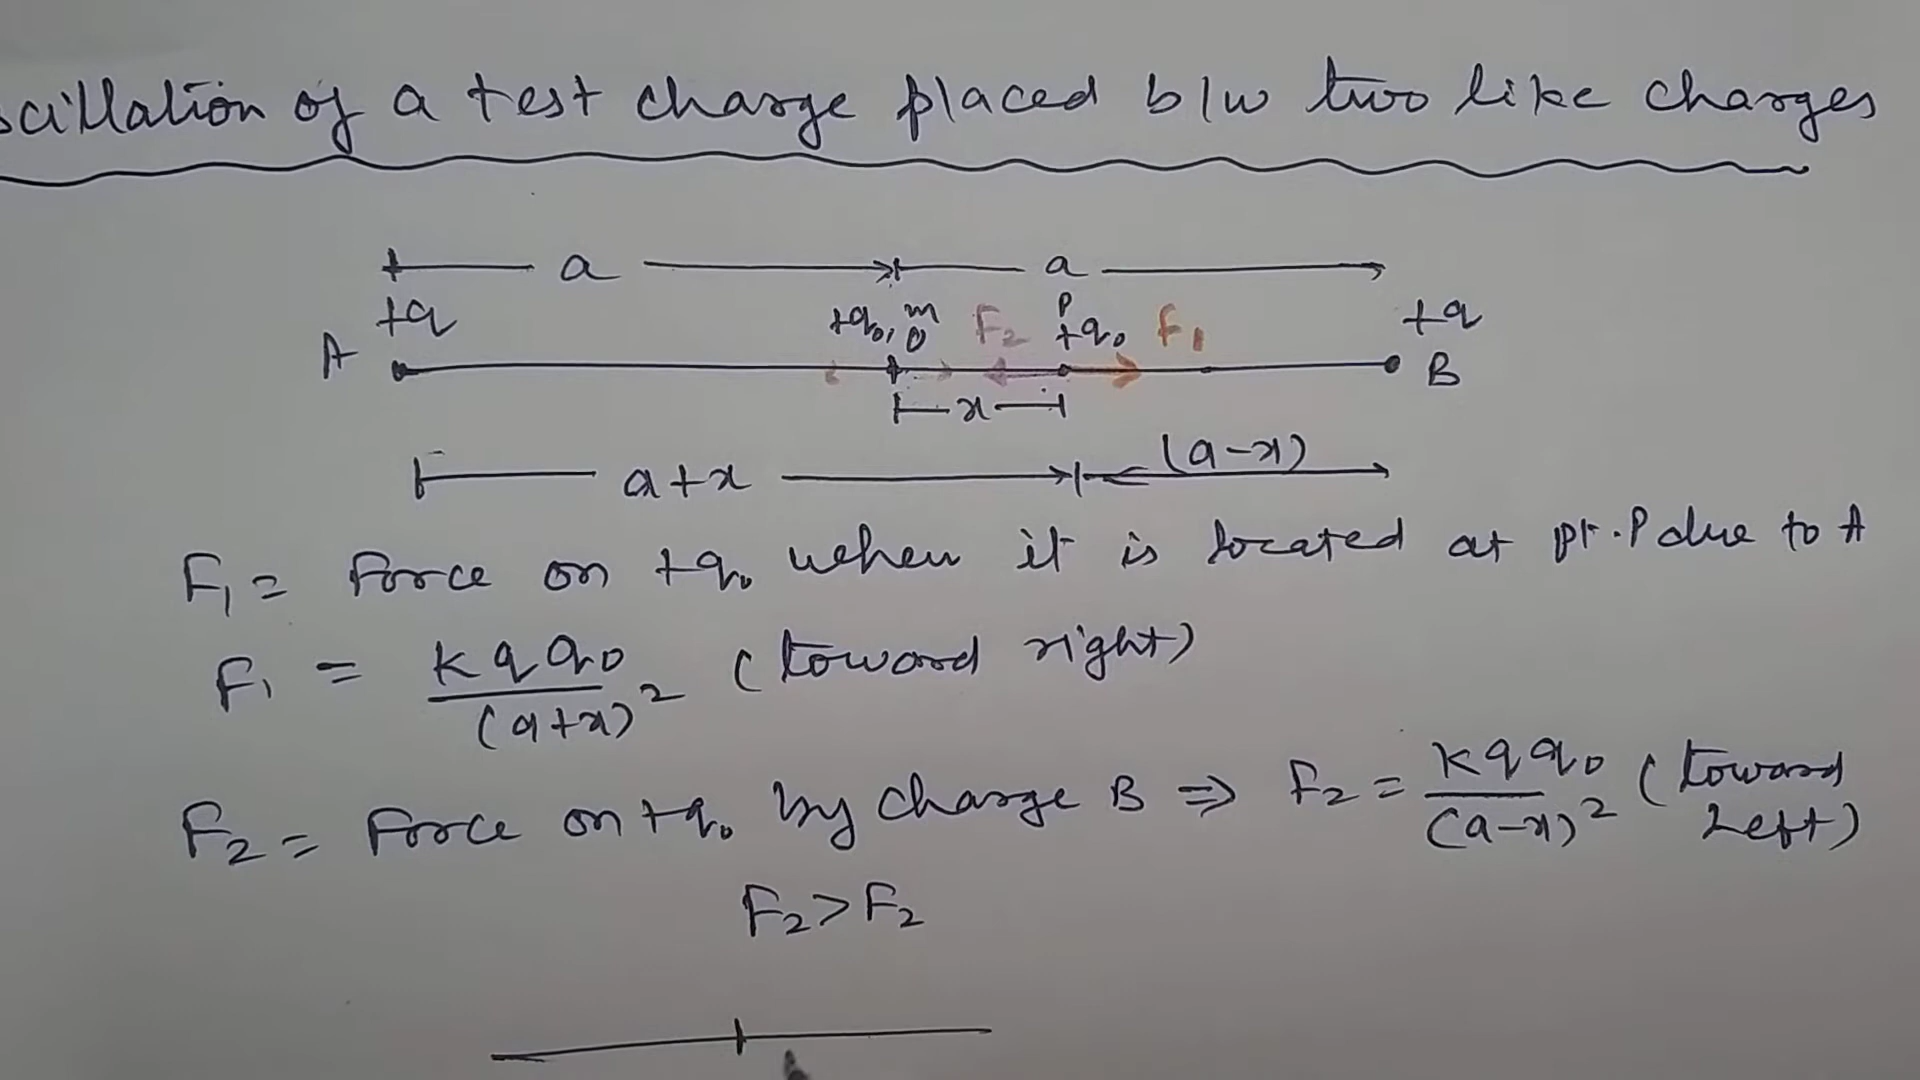 scillation of a test charge placed b/w two like charges
a a
+q +q₀, m F₂ P +q₀ F₁ +q
A O B
x
a+x (a-x)
F₁ = Force on +q₀ when it is located at pt. P due to A
F₁ = kqq₀/(a+x)² (toward right)
F₂ = Force on +q₀ by charge B ⇒ F₂ = kqq₀/(a-x)² (toward Left)
F₂ > F₂